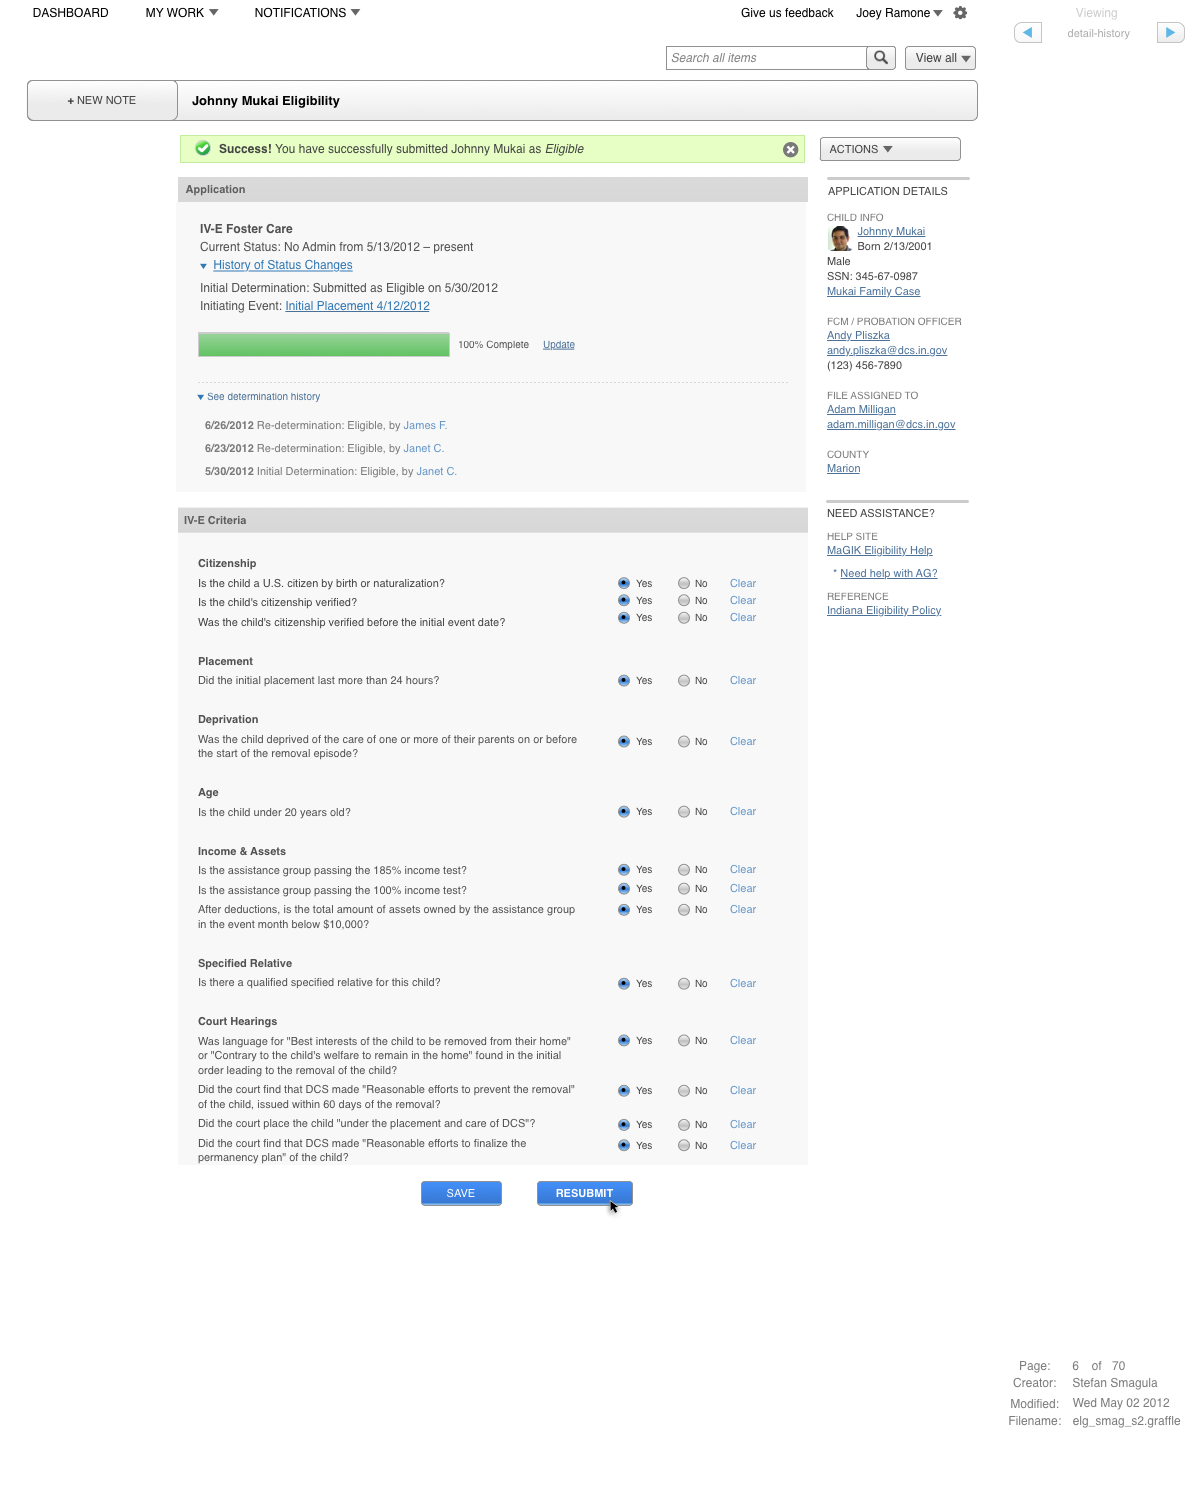 DASHBOARD MY WORK NOTIFICATIONS Give us feedback Joey Ramone
Viewing
detail-history
Search all items View all
+ NEW NOTE Johnny Mukai Eligibility
Success! You have successfully submitted Johnny Mukai as Eligible
ACTIONS
Application
IV-E Foster Care
Current Status: No Admin from 5/13/2012 – present
History of Status Changes
Initial Determination: Submitted as Eligible on 5/30/2012
Initiating Event: Initial Placement 4/12/2012
100% Complete Update
See determination history
6/26/2012 Re-determination: Eligible, by James F.
6/23/2012 Re-determination: Eligible, by Janet C.
5/30/2012 Initial Determination: Eligible, by Janet C.
IV-E Criteria
Citizenship
Is the child a U.S. citizen by birth or naturalization? Yes No Clear
Is the child's citizenship verified? Yes No Clear
Was the child's citizenship verified before the initial event date? Yes No Clear
Placement
Did the initial placement last more than 24 hours? Yes No Clear
Deprivation
Was the child deprived of the care of one or more of their parents on or before
the start of the removal episode? Yes No Clear
Age
Is the child under 20 years old? Yes No Clear
Income & Assets
Is the assistance group passing the 185% income test? Yes No Clear
Is the assistance group passing the 100% income test? Yes No Clear
After deductions, is the total amount of assets owned by the assistance group
in the event month below $10,000? Yes No Clear
Specified Relative
Is there a qualified specified relative for this child? Yes No Clear
Court Hearings
Was language for "Best interests of the child to be removed from their home"
or "Contrary to the child's welfare to remain in the home" found in the initial
order leading to the removal of the child? Yes No Clear
Did the court find that DCS made "Reasonable efforts to prevent the removal"
of the child, issued within 60 days of the removal? Yes No Clear
Did the court place the child "under the placement and care of DCS"? Yes No Clear
Did the court find that DCS made "Reasonable efforts to finalize the
permanency plan" of the child? Yes No Clear
SAVE RESUBMIT
APPLICATION DETAILS
CHILD INFO
Johnny Mukai
Born 2/13/2001
Male
SSN: 345-67-0987
Mukai Family Case
FCM / PROBATION OFFICER
Andy Pliszka
andy.pliszka@dcs.in.gov
(123) 456-7890
FILE ASSIGNED TO
Adam Milligan
adam.milligan@dcs.in.gov
COUNTY
Marion
NEED ASSISTANCE?
HELP SITE
MaGIK Eligibility Help
* Need help with AG?
REFERENCE
Indiana Eligibility Policy
Page: 6 of 70
Creator: Stefan Smagula
Modified: Wed May 02 2012
Filename: elg_smag_s2.graffle